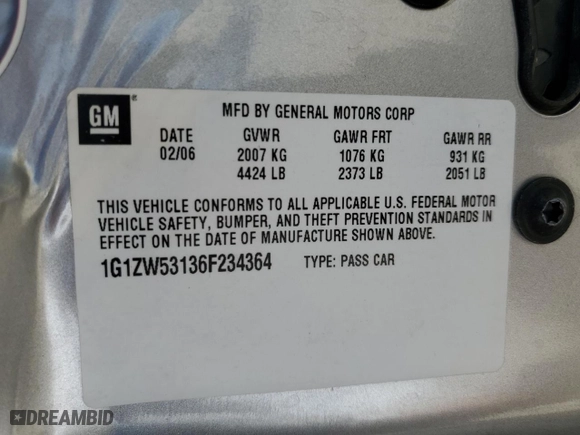 GM
MFD BY GENERAL MOTORS CORP
DATE GVWR GAWR FRT GAWR RR
02/06 2007 KG 1076 KG 931 KG
4424 LB 2373 LB 2051 LB
THIS VEHICLE CONFORMS TO ALL APPLICABLE U.S. FEDERAL MOTOR
VEHICLE SAFETY, BUMPER, AND THEFT PREVENTION STANDARDS IN
EFFECT ON THE DATE OF MANUFACTURE SHOWN ABOVE.
1G1ZW53136F234364 TYPE: PASS CAR
DREAMBID